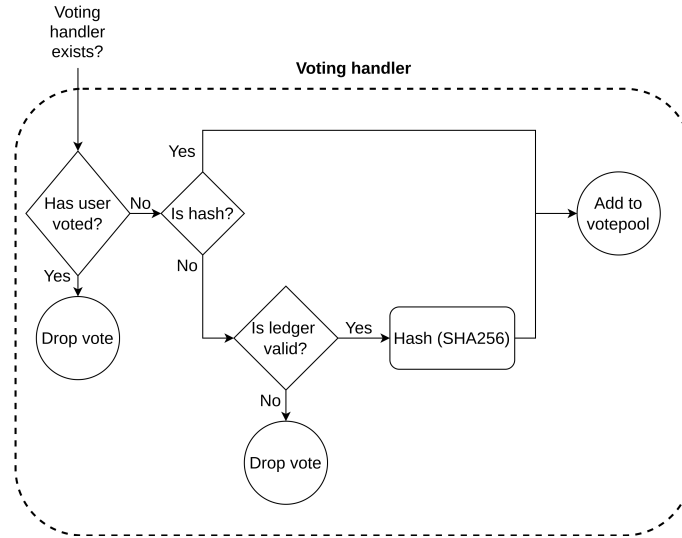 Voting
handler
exists?
Voting handler
Yes
Has user
voted?
No
Is hash?
Add to
votepool
Yes
No
Drop vote
Is ledger
valid?
Yes
Hash (SHA256)
No
Drop vote